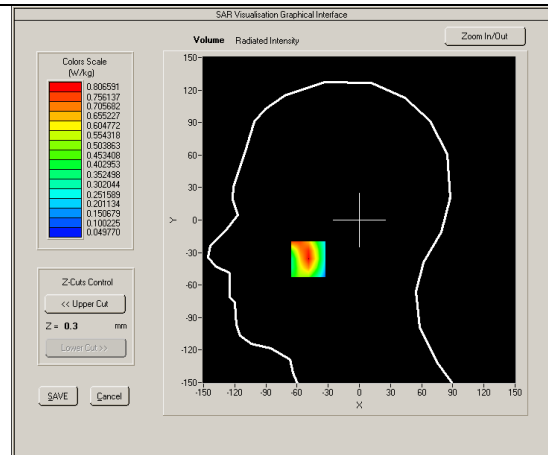 SAR Visualisation Graphical Interface
Volume Radiated Intensity
Zoom In/Out
Colors Scale
(W/kg)
0.806591
0.756137
0.705682
0.655227
0.604772
0.554318
0.503863
0.453408
0.402953
0.352498
0.302044
0.251589
0.201134
0.150679
0.100225
0.049770
Z-Cuts Control
<< Upper Cut
Z = 0.3 mm
Lower Cut >>
SAVE Cancel
150
120
90
60
30
0
-30
-60
-90
-120
-150
Y
-150 -120 -90 -60 -30 0 30 60 90 120 150
X